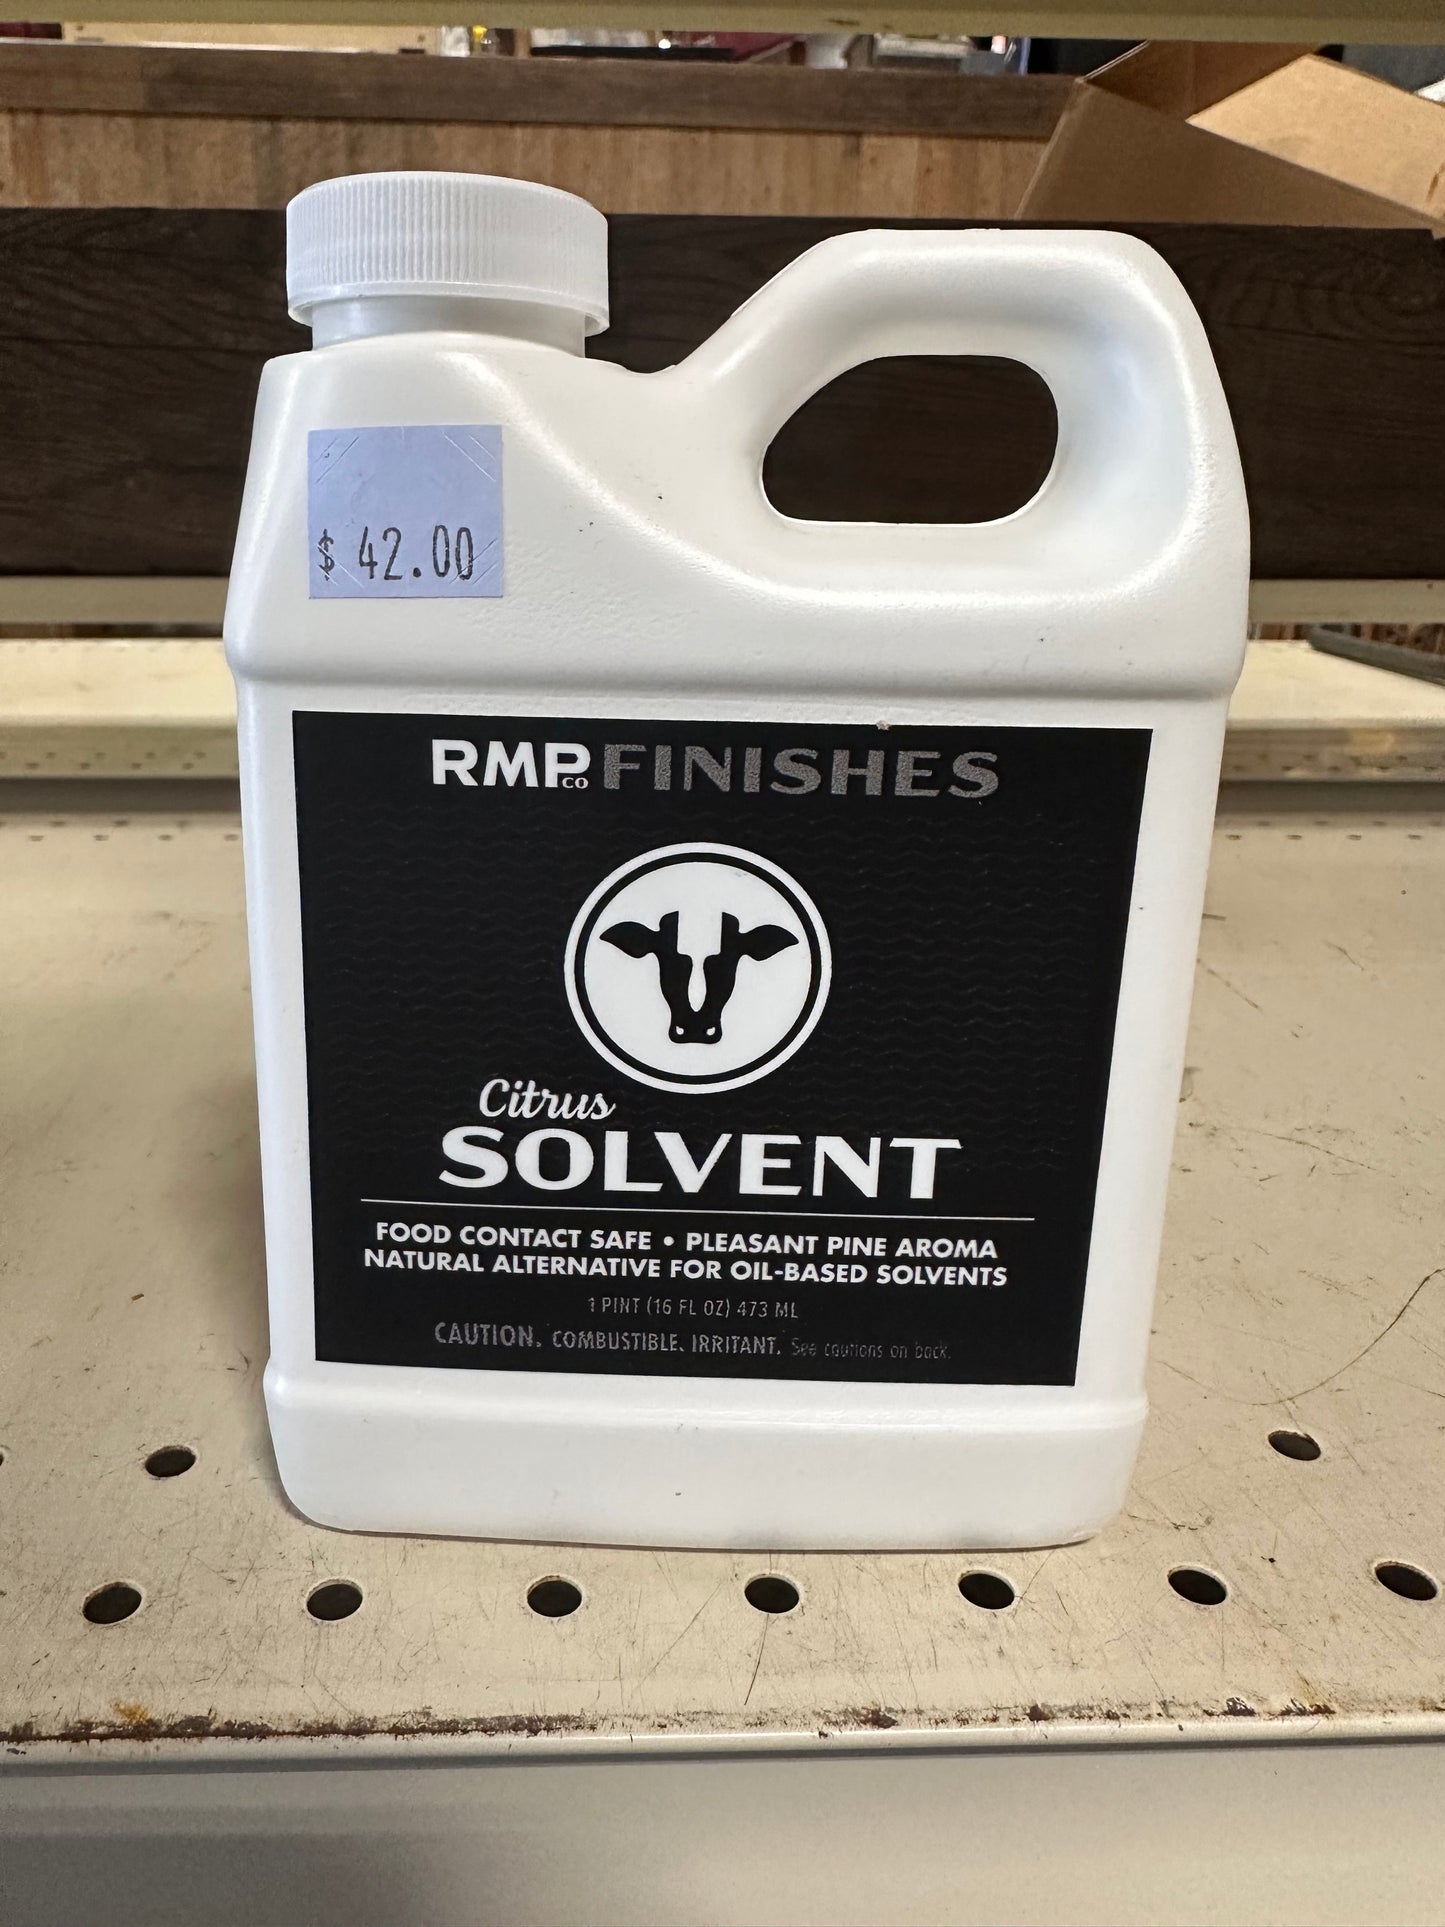 $ 42.00
RMP CO FINISHES
Citrus
SOLVENT
FOOD CONTACT SAFE • PLEASANT PINE AROMA
NATURAL ALTERNATIVE FOR OIL-BASED SOLVENTS
1 PINT (16 FL OZ) 473 ML
CAUTION. COMBUSTIBLE. IRRITANT. See cautions on back.